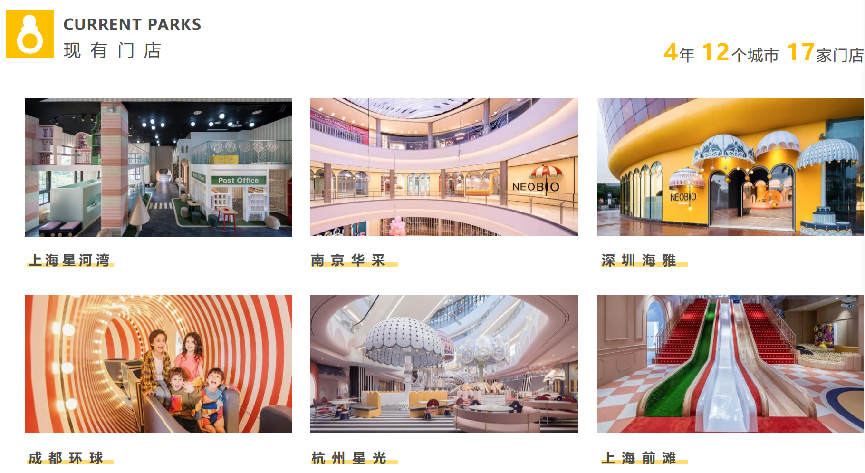 CURRENT PARKS
现有门店
4年 12个城市 17家门店
Post Office
NEOBIO
NEOBIO
上海星河湾
南京华采
深圳海雅
成都环球
杭州星光
上海前滩